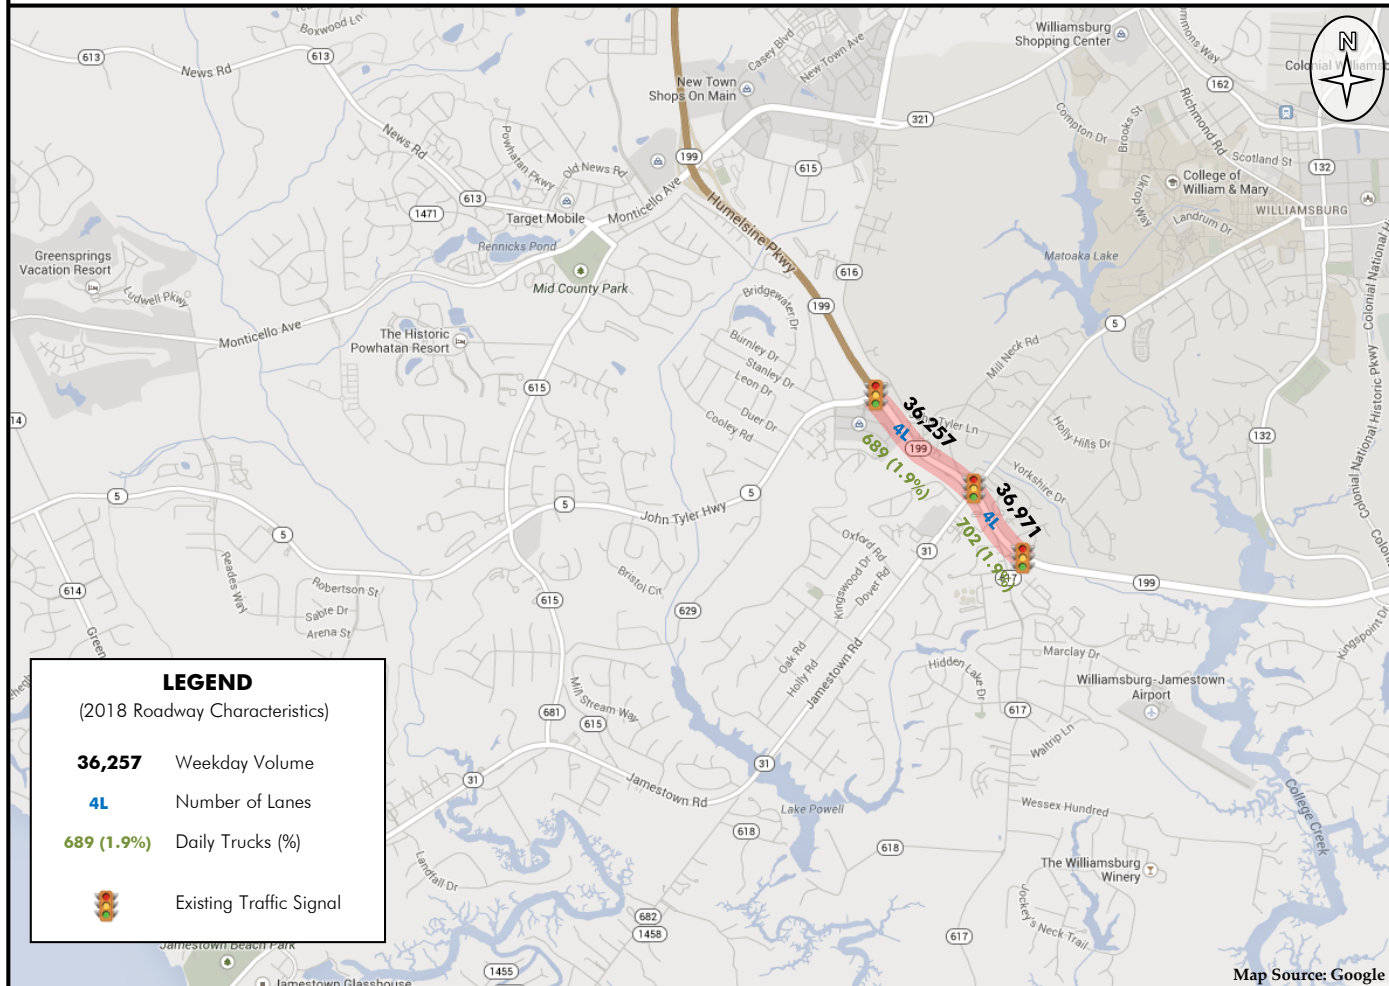 Boxwood Ln
613
News Rd
613
Casey Blvd
New Town Ave
New Town
Shops On Main
Williamsburg
Shopping Center
mmons Way
N
Colonial Williamsb
162
321
Compton Dr
Brooks St
Richmond Rd
Scotland St
132
News Rd
Powhatan Pkwy
Old News Rd
199
615
College of
William & Mary
Ukrop Way
Landrum Dr
WILLIAMSBURG
613
1471
Target Mobile
Monticello Ave
Humelsine Pkwy
Rennicks Pond
Greensprings
Vacation Resort
Ludwell Pkwy
Mid County Park
616
Matoaka Lake
Colonial National H
Bridgewater Dr
199
5
Monticello Ave
The Historic
Powhatan Resort
Burnley Dr
Stanley Dr
Leon Dr
Mill Neck Rd
Colonial National Historic Pkwy
615
Duer Dr
Cooley Rd
36,257
4L
689 (1.9%)
199
hn Tyler Ln
Holly Hills Dr
14
132
Yorkshire Dr
5
5
5
John Tyler Hwy
36,971
4L
702 (1.9%)
5
Oxford Rd
Kingswood Dr
Dover Rd
31
199
Colon
Reades Way
Robertson St
Bristol Cir
614
Sabre Dr
Arena St
615
629
Green
Kingspoint Dr
Oak Rd
Holly Rd
Jamestown Rd
Hidden Lake Dr
Marclay Dr
Williamsburg-Jamestown
Airport
LEGEND
(2018 Roadway Characteristics)
36,257 Weekday Volume
4L Number of Lanes
689 (1.9%) Daily Trucks (%)
Existing Traffic Signal
Mill Stream Way
681
615
617
Waltrip Ln
31
31
Jamestown Rd
Lake Powell
Wessex Hundred
College Creek
618
618
Landfall Dr
The Williamsburg
Winery
Jockey's Neck Trail
682
1458
617
Jamestown Beach Park
1455
Jamestown Glasshouse
Map Source: Google